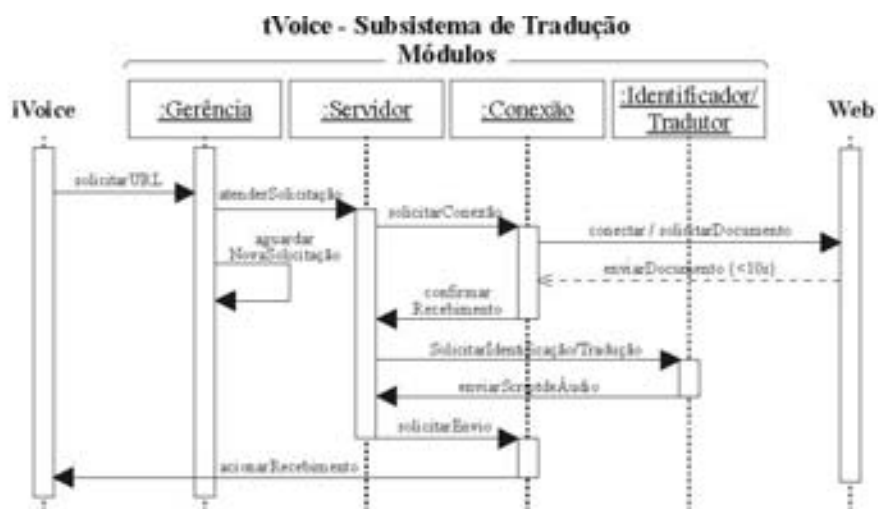 tVoice - Subsistema de Tradução
Módulos
iVoice
:Gerência
:Servidor
:Conexão
:Identificador/
Tradutor
Web
solicitarURL
atenderSolicitação
solicitarConexão
conectar / solicitarDocumento
aguardar
NovaSolicitação
enviarDocumento (<10s)
confirmar
Recebimento
SolicitarIdentificação/Tradução
enviarScriptdeÁudio
solicitarEnvio
acionarRecebimento